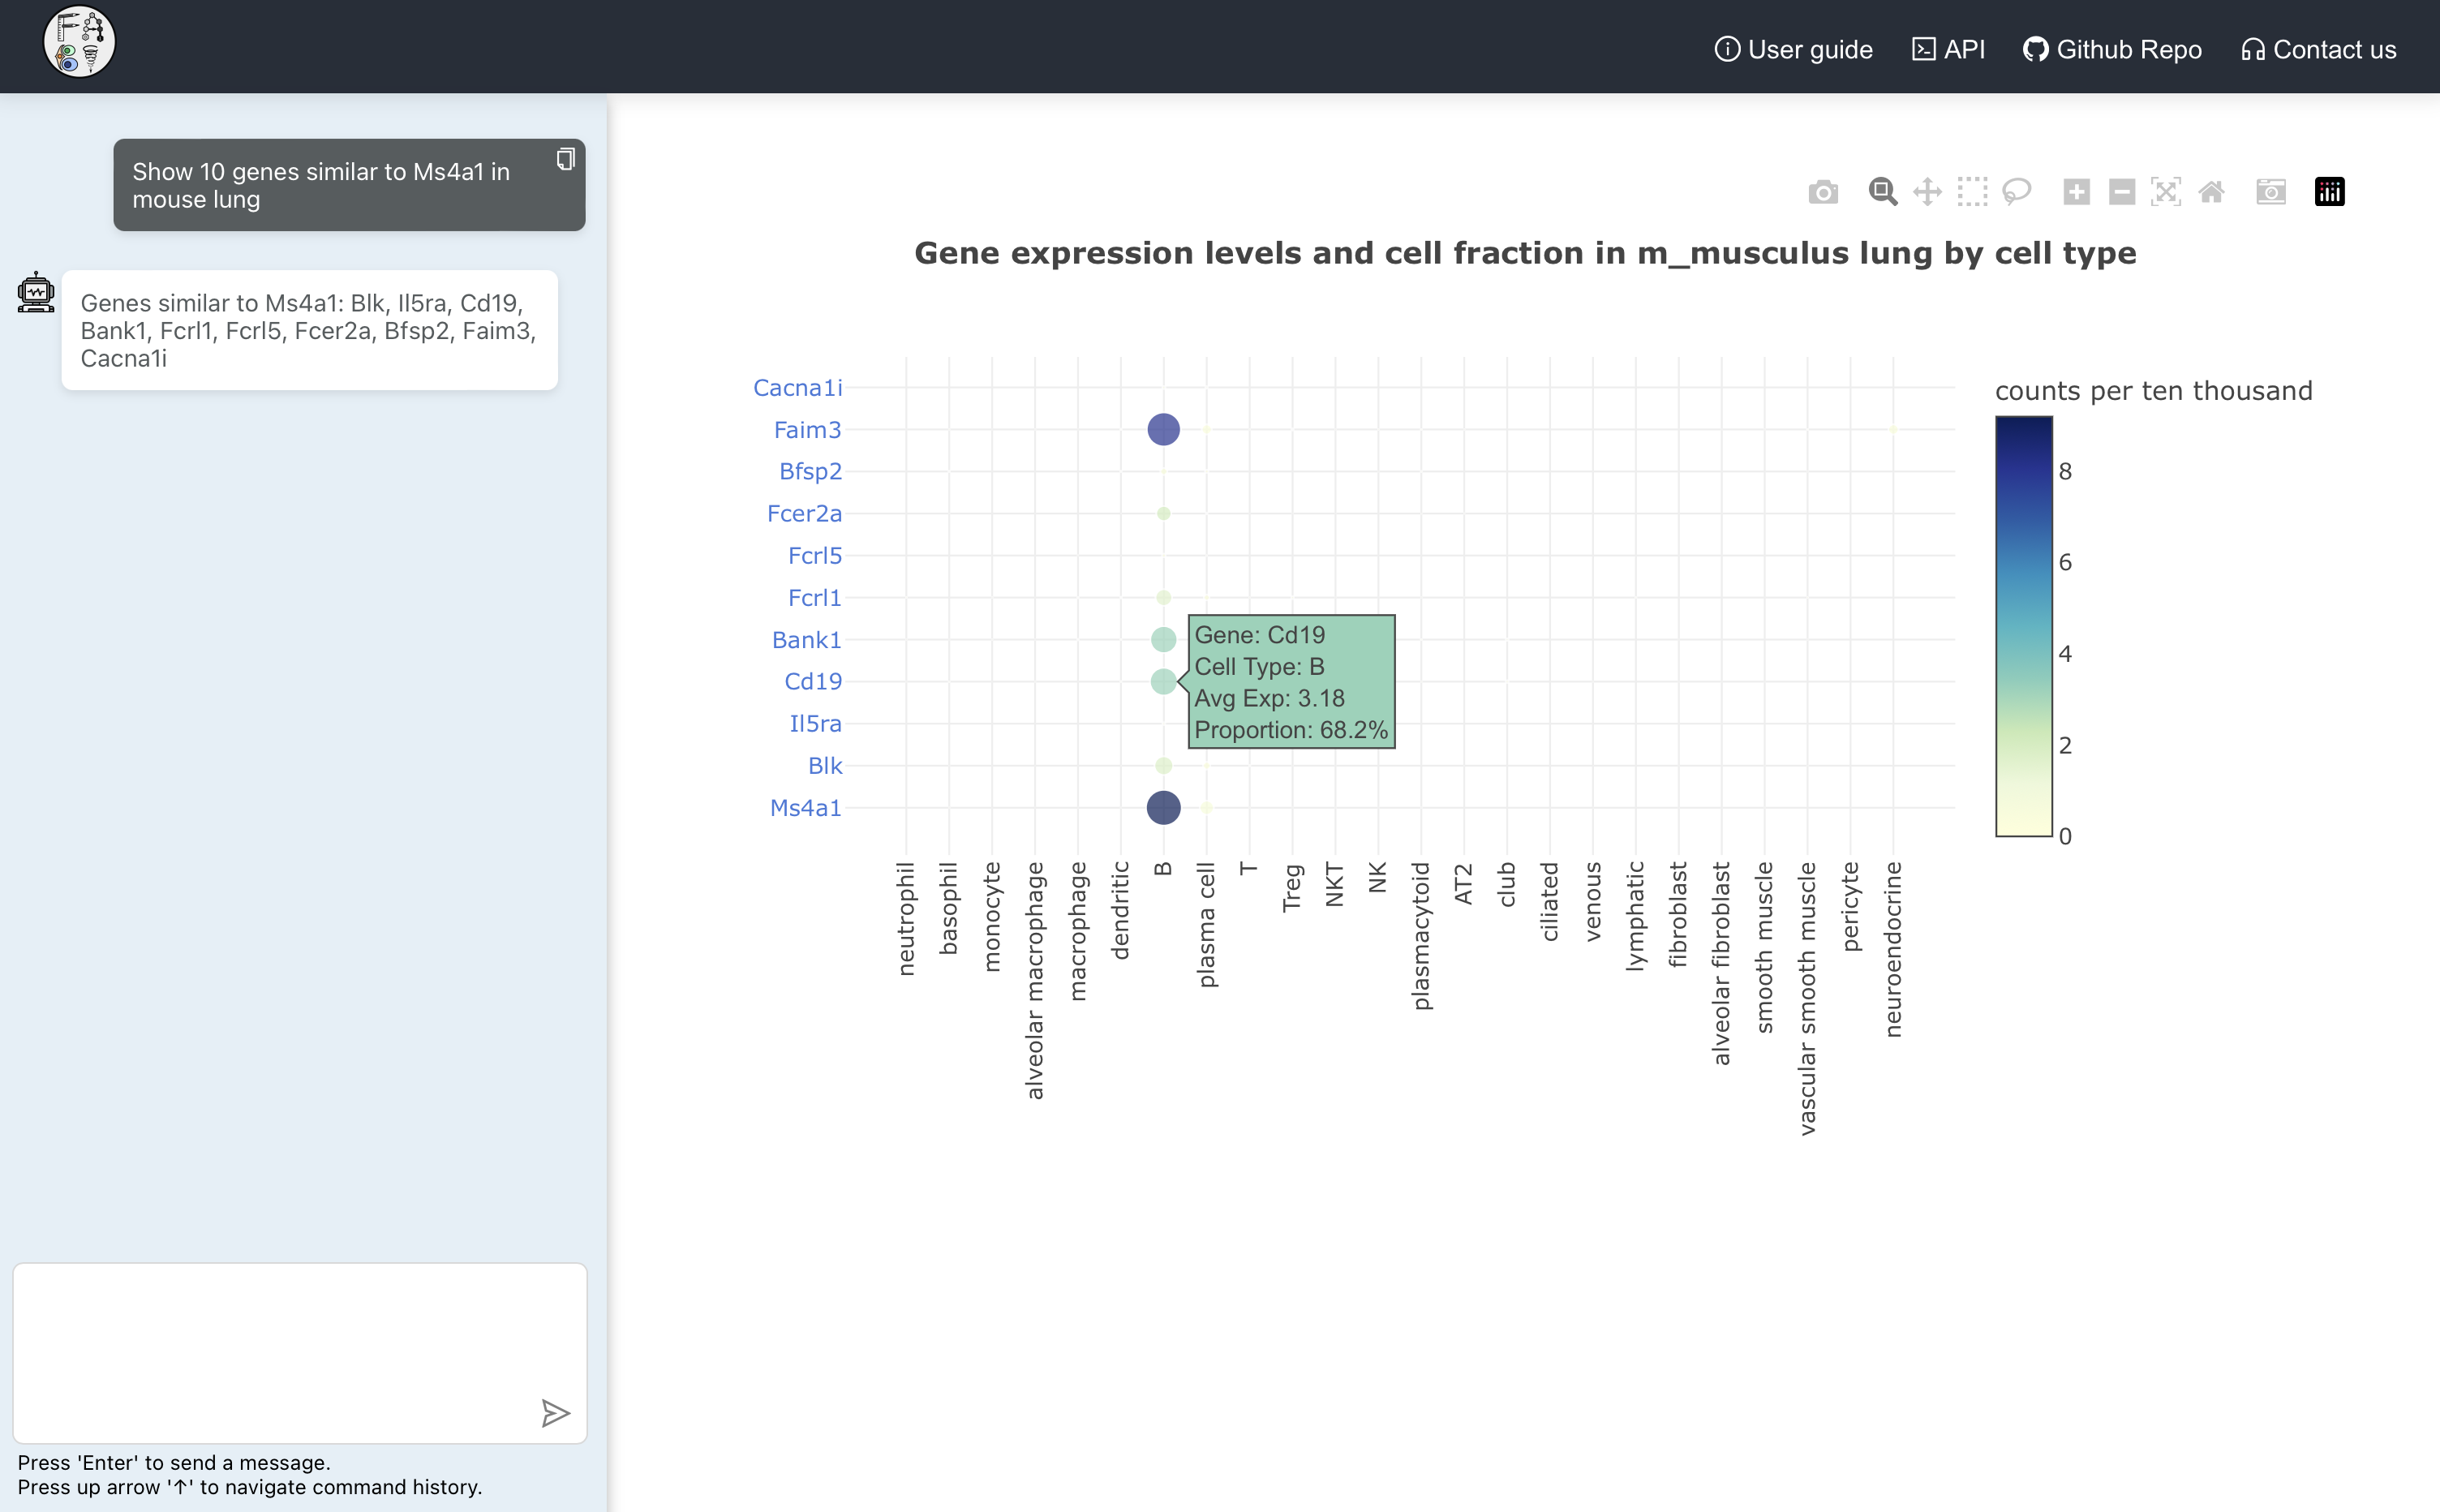 User guide
API
Github Repo
Contact us
Show 10 genes similar to Ms4a1 in
mouse lung
Genes similar to Ms4a1: Blk, Il5ra, Cd19,
Bank1, Fcrl1, Fcrl5, Fcer2a, Bfsp2, Faim3,
Cacna1i
Press 'Enter' to send a message.
Press up arrow '↑' to navigate command history.
Gene expression levels and cell fraction in m_musculus lung by cell type
Cacna1i
Faim3
Bfsp2
Fcer2a
Fcrl5
Fcrl1
Bank1
Cd19
Il5ra
Blk
Ms4a1
Gene: Cd19
Cell Type: B
Avg Exp: 3.18
Proportion: 68.2%
neutrophil
basophil
monocyte
alveolar macrophage
macrophage
dendritic
B
plasma cell
T
Treg
NKT
NK
plasmacytoid
AT2
club
ciliated
venous
lymphatic
fibroblast
alveolar fibroblast
smooth muscle
vascular smooth muscle
pericyte
neuroendocrine
counts per ten thousand
8
6
4
2
0